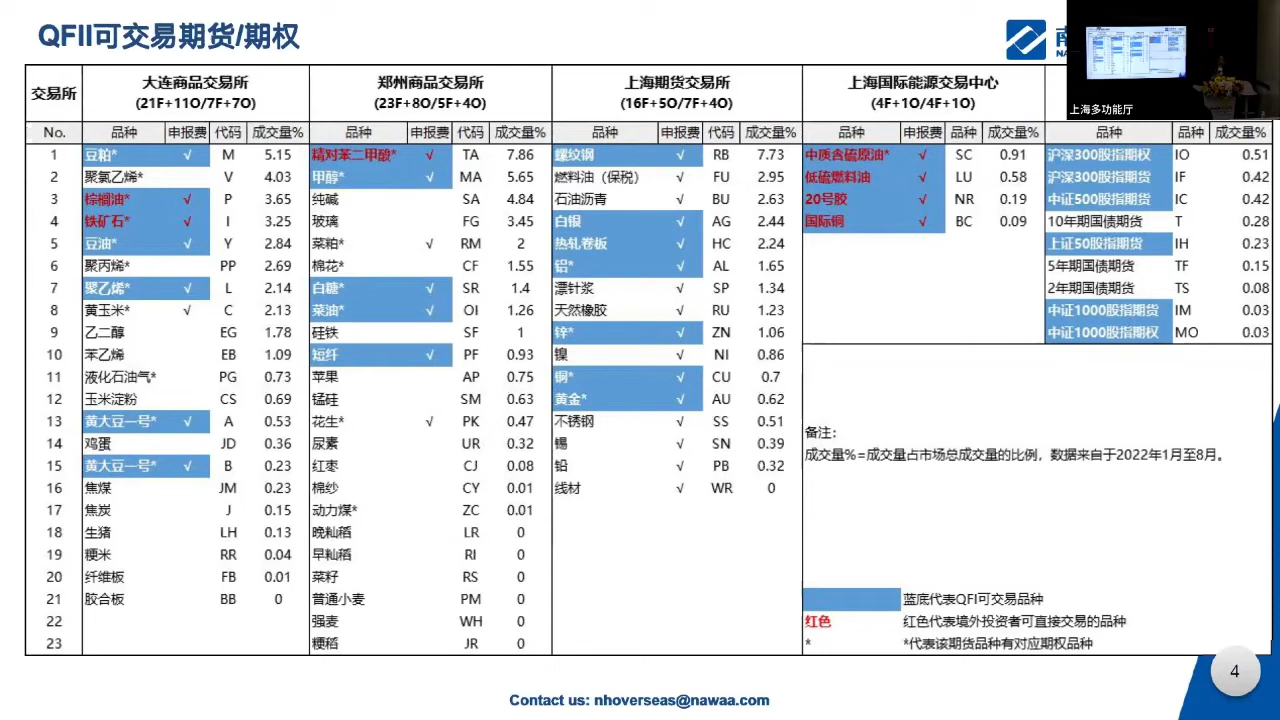 QFII可交易期货/期权
上海多功能厅
交易所 大连商品交易所 (21F+11O/7F+7O) 郑州商品交易所 (23F+8O/5F+4O) 上海期货交易所 (16F+5O/7F+4O) 上海国际能源交易中心 (4F+1O/4F+1O)
No. 品种 申报费 代码 成交量% 品种 申报费 代码 成交量% 品种 申报费 代码 成交量% 品种 申报费 品种 成交量% 品种 品种 成交量%
1 豆粕* √ M 5.15 精对苯二甲酸* √ TA 7.86 螺纹钢 √ RB 7.73 中质含硫原油* √ SC 0.91 沪深300股指期权 IO 0.51
2 聚氯乙烯* V 4.03 甲醇* √ MA 5.65 燃料油（保税） √ FU 2.95 低硫燃料油 √ LU 0.58 沪深300股指期货 IF 0.42
3 棕榈油* √ P 3.65 纯碱 SA 4.84 石油沥青 √ BU 2.63 20号胶 √ NR 0.19 中证500股指期货 IC 0.42
4 铁矿石* √ I 3.25 玻璃 FG 3.45 白银 √ AG 2.44 国际铜 √ BC 0.09 10年期国债期货 T 0.28
5 豆油* √ Y 2.84 菜粕* √ RM 2 热轧卷板 √ HC 2.24 上证50股指期货 IH 0.23
6 聚丙烯* PP 2.69 棉花* CF 1.55 铝* √ AL 1.65 5年期国债期货 TF 0.15
7 聚乙烯* √ L 2.14 白糖* √ SR 1.4 漂针浆 √ SP 1.34 2年期国债期货 TS 0.08
8 黄玉米* √ C 2.13 菜油* √ OI 1.26 天然橡胶 √ RU 1.23 中证1000股指期货 IM 0.03
9 乙二醇 EG 1.78 硅铁 SF 1 锌* √ ZN 1.06 中证1000股指期权 MO 0.03
10 苯乙烯 EB 1.09 短纤 √ PF 0.93 镍 √ NI 0.86
11 液化石油气* PG 0.73 苹果 AP 0.75 铜* √ CU 0.7
12 玉米淀粉 CS 0.69 锰硅 SM 0.63 黄金* √ AU 0.62
13 黄大豆一号* √ A 0.53 花生* √ PK 0.47 不锈钢 √ SS 0.51
14 鸡蛋 JD 0.36 尿素 UR 0.32 锡 √ SN 0.39
15 黄大豆一号* √ B 0.23 红枣 CJ 0.08 铅 √ PB 0.32
16 焦煤 JM 0.23 棉纱 CY 0.01 线材 √ WR 0
17 焦炭 J 0.15 动力煤* ZC 0.01
18 生猪 LH 0.13 晚籼稻 LR 0
19 粳米 RR 0.04 早籼稻 RI 0
20 纤维板 FB 0.01 菜籽 RS 0
21 胶合板 BB 0 普通小麦 PM 0
22 强麦 WH 0
23 粳稻 JR 0
备注：
成交量%=成交量占市场总成交量的比例，数据来自于2022年1月至8月。
蓝底代表QFI可交易品种
红色 红色代表境外投资者可直接交易的品种
* *代表该期货品种有对应期权品种
4
Contact us: nhoverseas@nawaa.com